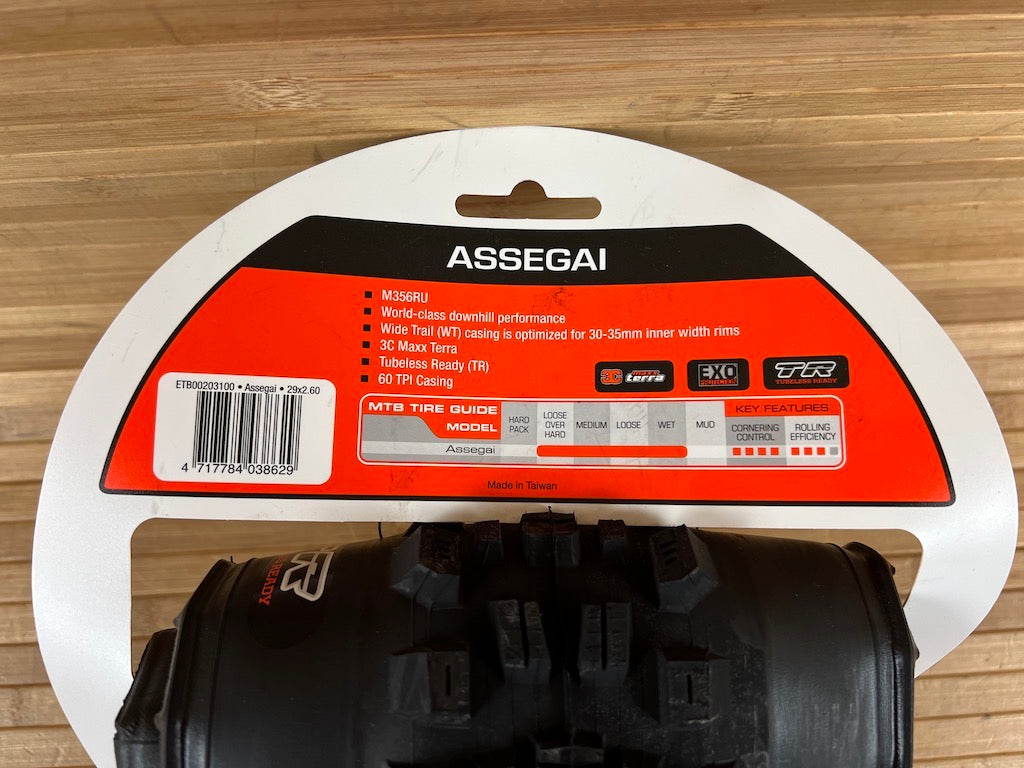 ASSEGAI
M356RU
World-class downhill performance
Wide Trail (WT) casing is optimized for 30-35mm inner width rims
3C Maxx Terra
Tubeless Ready (TR)
60 TPI Casing
3C maxx terra
EXO PROTECTION
TR TUBELESS READY
ETB00203100 • Assegai • 29x2.60
4 717784 038629
MTB TIRE GUIDE
MODEL
HARD PACK
LOOSE OVER HARD
MEDIUM
LOOSE
WET
MUD
KEY FEATURES
CORNERING CONTROL
ROLLING EFFICIENCY
Assegai
Made in Taiwan
TR
READY